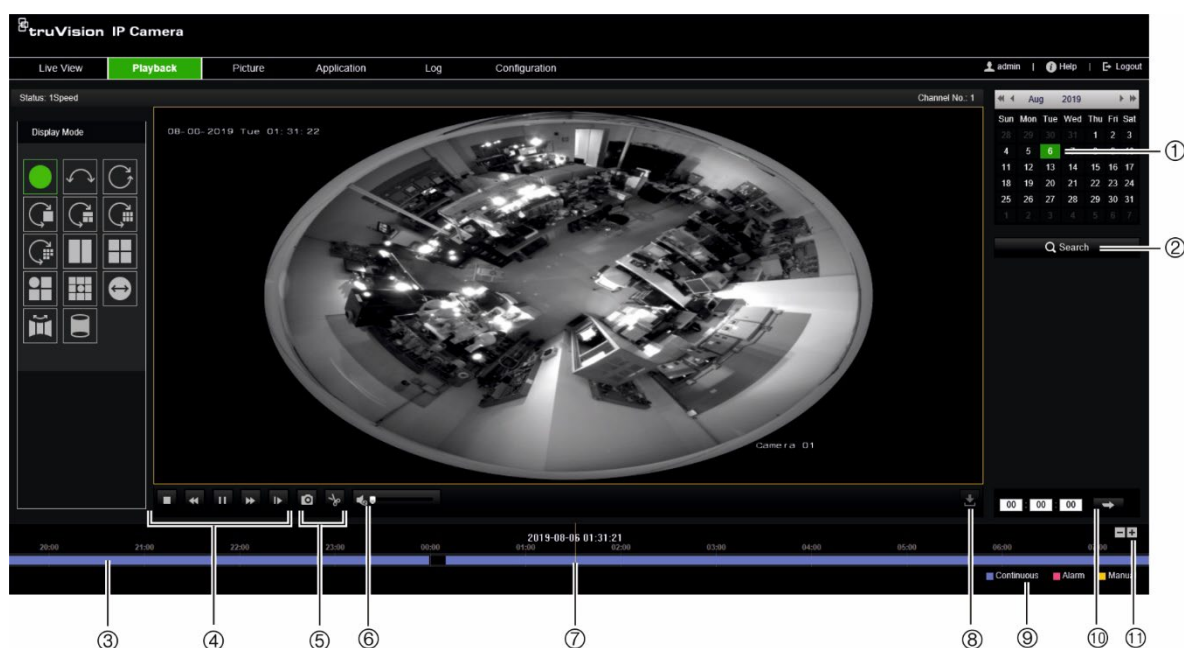 truVision IP Camera
Live View Playback Picture Application Log Configuration admin | Help | Logout
Status: 1Speed Channel No.: 1
Display Mode
08-06-2019 Tue 01:31:22
Camera 01
Aug 2019
Sun Mon Tue Wed Thu Fri Sat
28 29 30 31 1 2 3
4 5 6
11 12 13 14 15 16 17
18 19 20 21 22 23 24
25 26 27 28 29 30 31
1 2 3 4 5 6 7
①
Search
②
00 00 00
2019-08-06 01:31:21
20:00 21:00 22:00 23:00 00:00 01:00 02:00 03:00 04:00 05:00 06:00
Continuous Alarm Manual
③ ④ ⑤ ⑥ ⑦ ⑧ ⑨ ⑩ ⑪